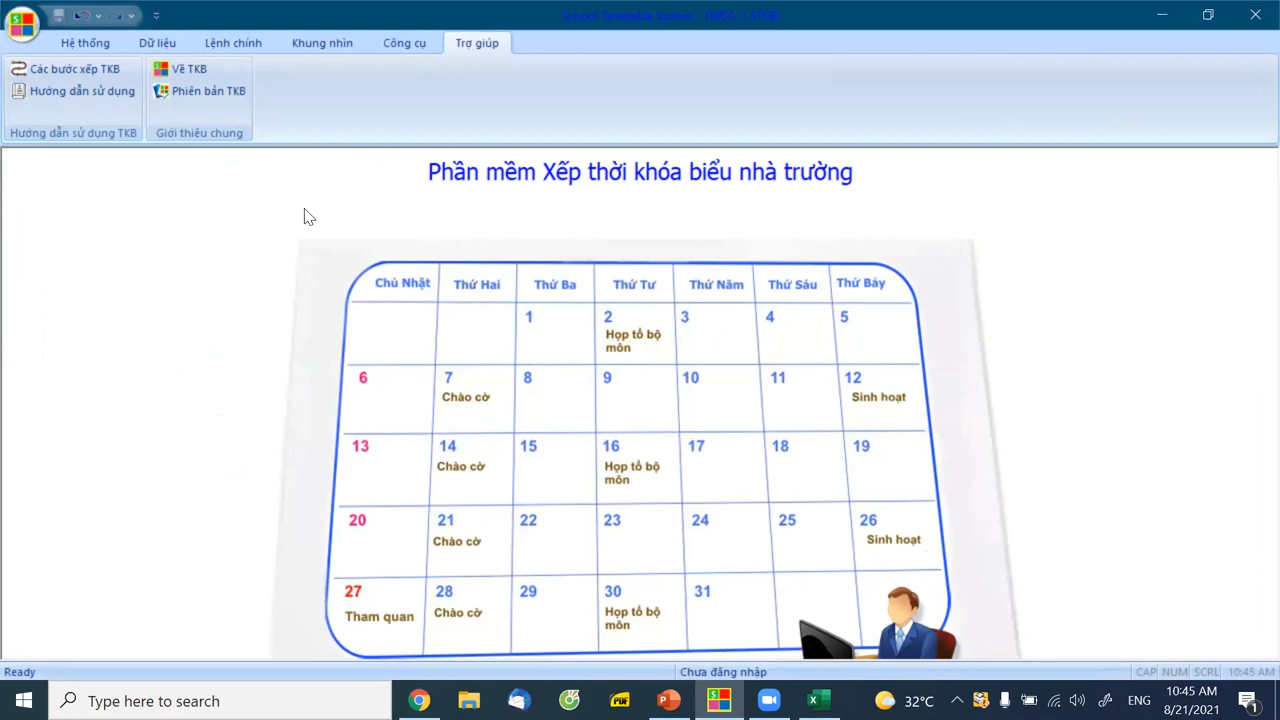 School Timetable System - [MDC- 1.STKB]
Hệ thống Dữ liệu Lệnh chính Khung nhìn Công cụ Trợ giúp
Các bước xếp TKB Về TKB
Hướng dẫn sử dụng Phiên bản TKB
Hướng dẫn sử dụng TKB Giới thiệu chung
Phần mềm Xếp thời khóa biểu nhà trường
Chủ Nhật Thứ Hai Thứ Ba Thứ Tư Thứ Năm Thứ Sáu Thứ Bảy
1 2 3 4 5
Họp tổ bộ
môn
6 7 8 9 10 11 12
Chào cờ Sinh hoạt
13 14 15 16 17 18 19
Chào cờ Họp tổ bộ
môn
20 21 22 23 24 25 26
Chào cờ Sinh hoạt
27 28 29 30 31
Tham quan Chào cờ Họp tổ bộ
môn
Ready Chưa đăng nhập CAP NUM SCRL 10:45 AM
Type here to search 32°C ENG 10:45 AM
8/21/2021